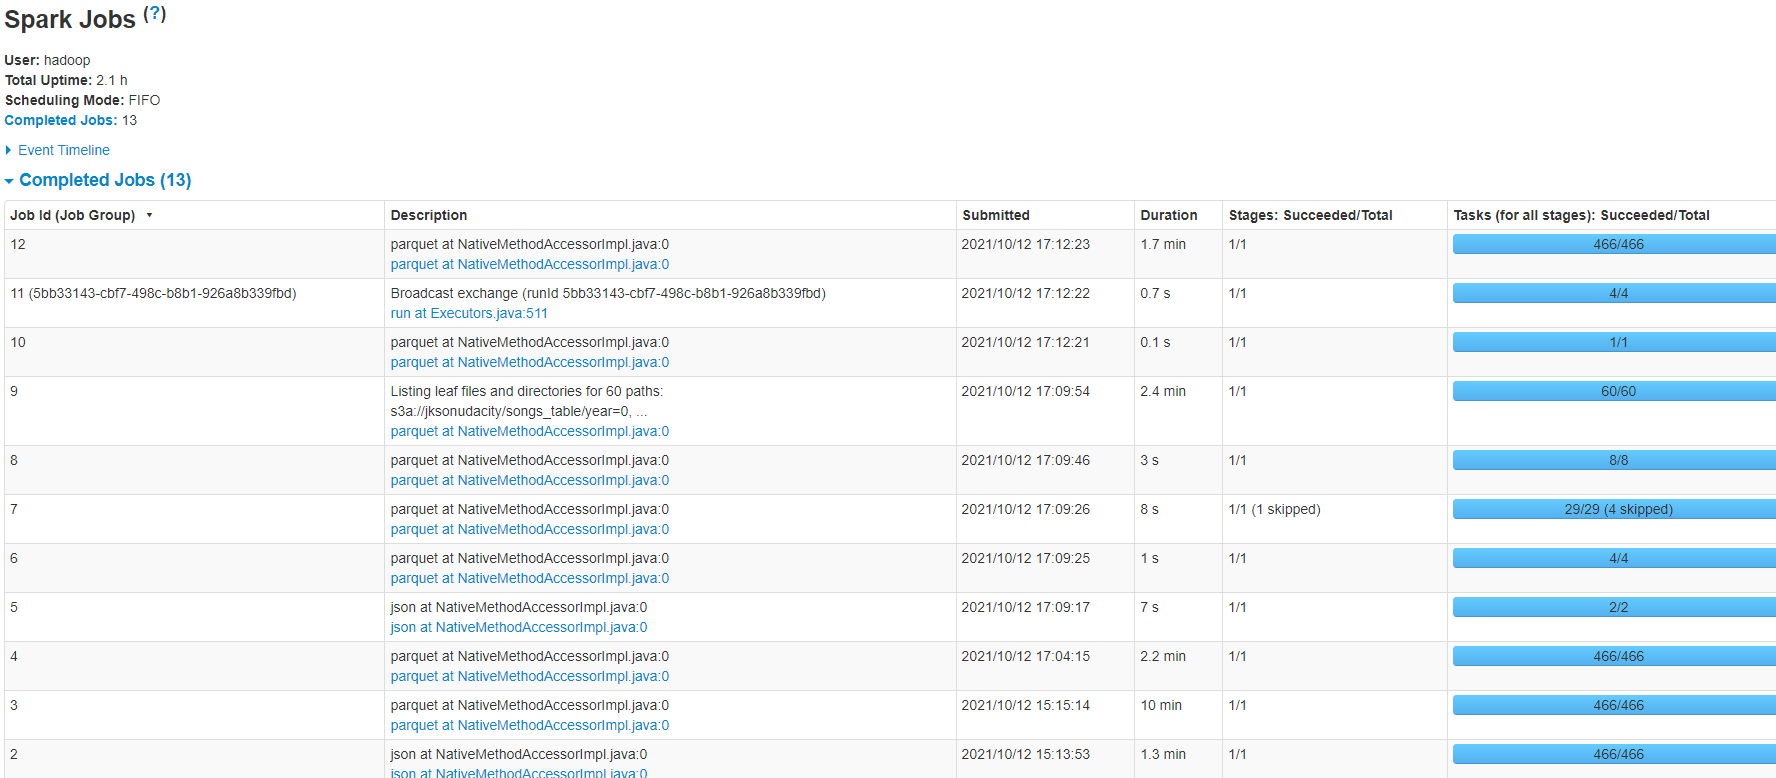 Spark Jobs (?)
User: hadoop
Total Uptime: 2.1 h
Scheduling Mode: FIFO
Completed Jobs: 13
Event Timeline
Completed Jobs (13)
Job Id (Job Group) Description Submitted Duration Stages: Succeeded/Total Tasks (for all stages): Succeeded/Total
12 parquet at NativeMethodAccessorImpl.java:0 2021/10/12 17:12:23 1.7 min 1/1 466/466
parquet at NativeMethodAccessorImpl.java:0
11 (5bb33143-cbf7-498c-b8b1-926a8b339fbd) Broadcast exchange (runId 5bb33143-cbf7-498c-b8b1-926a8b339fbd) 2021/10/12 17:12:22 0.7 s 1/1 4/4
run at Executors.java:511
10 parquet at NativeMethodAccessorImpl.java:0 2021/10/12 17:12:21 0.1 s 1/1 1/1
parquet at NativeMethodAccessorImpl.java:0
9 Listing leaf files and directories for 60 paths: 2021/10/12 17:09:54 2.4 min 1/1 60/60
s3a://jksonudacity/songs_table/year=0, ...
parquet at NativeMethodAccessorImpl.java:0
8 parquet at NativeMethodAccessorImpl.java:0 2021/10/12 17:09:46 3 s 1/1 8/8
parquet at NativeMethodAccessorImpl.java:0
7 parquet at NativeMethodAccessorImpl.java:0 2021/10/12 17:09:26 8 s 1/1 (1 skipped) 29/29 (4 skipped)
parquet at NativeMethodAccessorImpl.java:0
6 parquet at NativeMethodAccessorImpl.java:0 2021/10/12 17:09:25 1 s 1/1 4/4
parquet at NativeMethodAccessorImpl.java:0
5 json at NativeMethodAccessorImpl.java:0 2021/10/12 17:09:17 7 s 1/1 2/2
json at NativeMethodAccessorImpl.java:0
4 parquet at NativeMethodAccessorImpl.java:0 2021/10/12 17:04:15 2.2 min 1/1 466/466
parquet at NativeMethodAccessorImpl.java:0
3 parquet at NativeMethodAccessorImpl.java:0 2021/10/12 15:15:14 10 min 1/1 466/466
parquet at NativeMethodAccessorImpl.java:0
2 json at NativeMethodAccessorImpl.java:0 2021/10/12 15:13:53 1.3 min 1/1 466/466
json at NativeMethodAccessorImpl.java:0